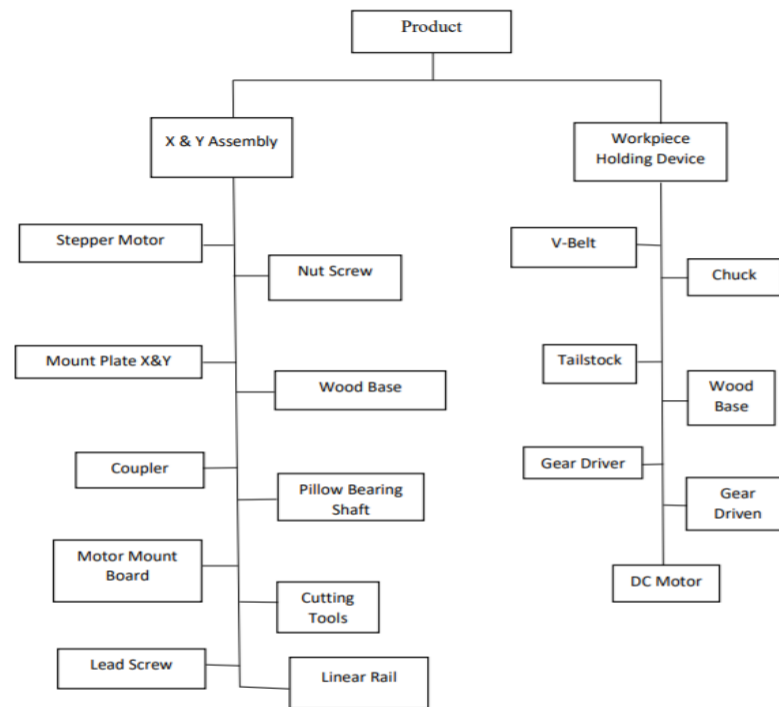 Product
X & Y Assembly
Workpiece
Holding Device
Stepper Motor
Nut Screw
Mount Plate X&Y
Wood Base
Coupler
Pillow Bearing
Shaft
Motor Mount
Board
Cutting
Tools
Lead Screw
Linear Rail
V-Belt
Chuck
Tailstock
Wood
Base
Gear Driver
Gear
Driven
DC Motor